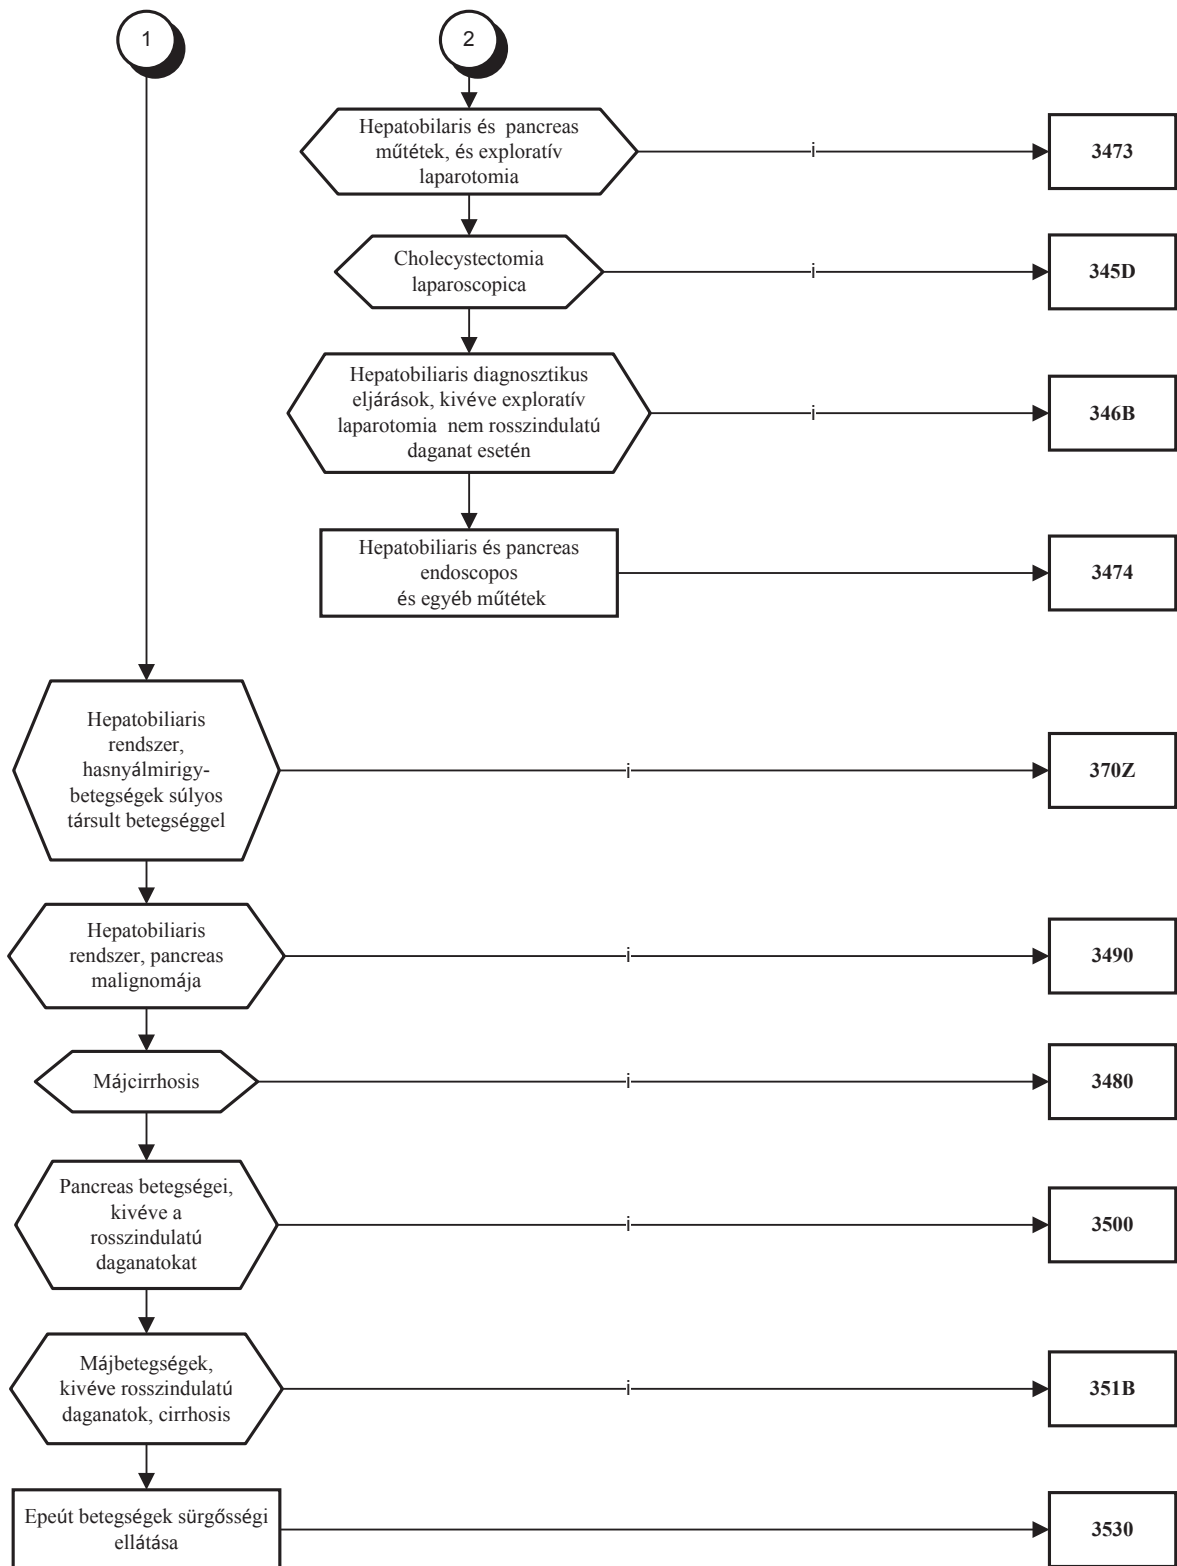 1
2
Hepatobilaris és pancreas
műtétek, és exploratív
laparotomia
i
3473
Cholecystectomia
laparoscopica
i
345D
Hepatobiliaris diagnosztikus
eljárások, kivéve exploratív
laparotomia nem rosszindulatú
daganat esetén
i
346B
Hepatobiliaris és pancreas
endoscopos
és egyéb műtétek
3474
Hepatobiliaris
rendszer,
hasnyálmirigy-
betegségek súlyos
társult betegséggel
i
370Z
Hepatobiliaris
rendszer, pancreas
malignomája
i
3490
Májcirrhosis
i
3480
Pancreas betegségei,
kivéve a
rosszindulatú
daganatokat
i
3500
Májbetegségek,
kivéve rosszindulatú
daganatok, cirrhosis
i
351B
Epeút betegségek sürgősségi
ellátása
3530